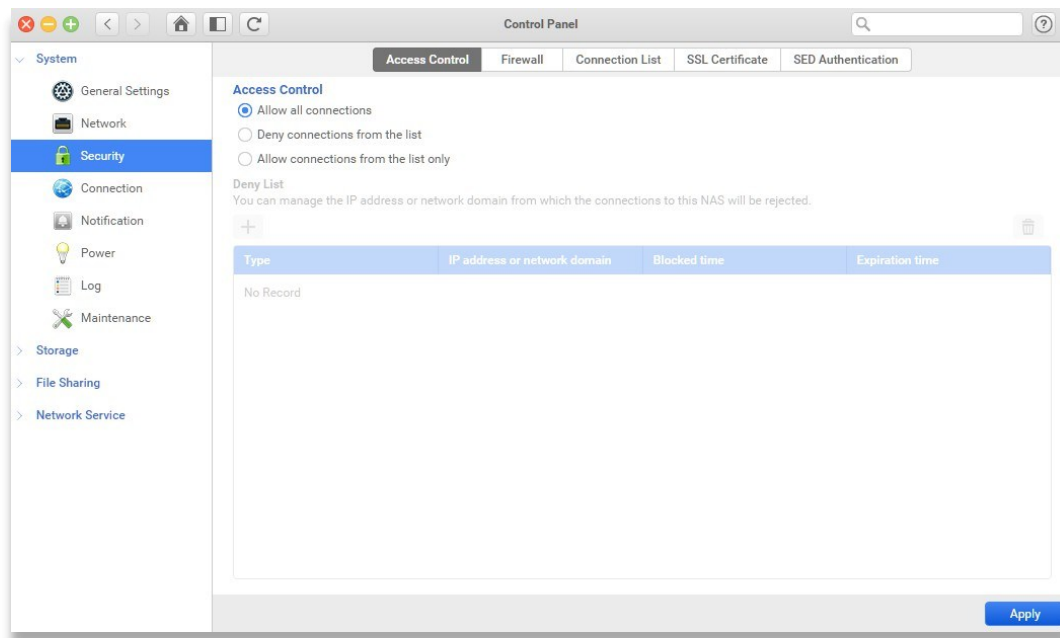 Control Panel
System
General Settings
Network
Security
Connection
Notification
Power
Log
Maintenance
Storage
File Sharing
Network Service
Access Control Firewall Connection List SSL Certificate SED Authentication
Access Control
Allow all connections
Deny connections from the list
Allow connections from the list only
Deny List
You can manage the IP address or network domain from which the connections to this NAS will be rejected.
Type IP address or network domain Blocked time Expiration time
No Record
Apply